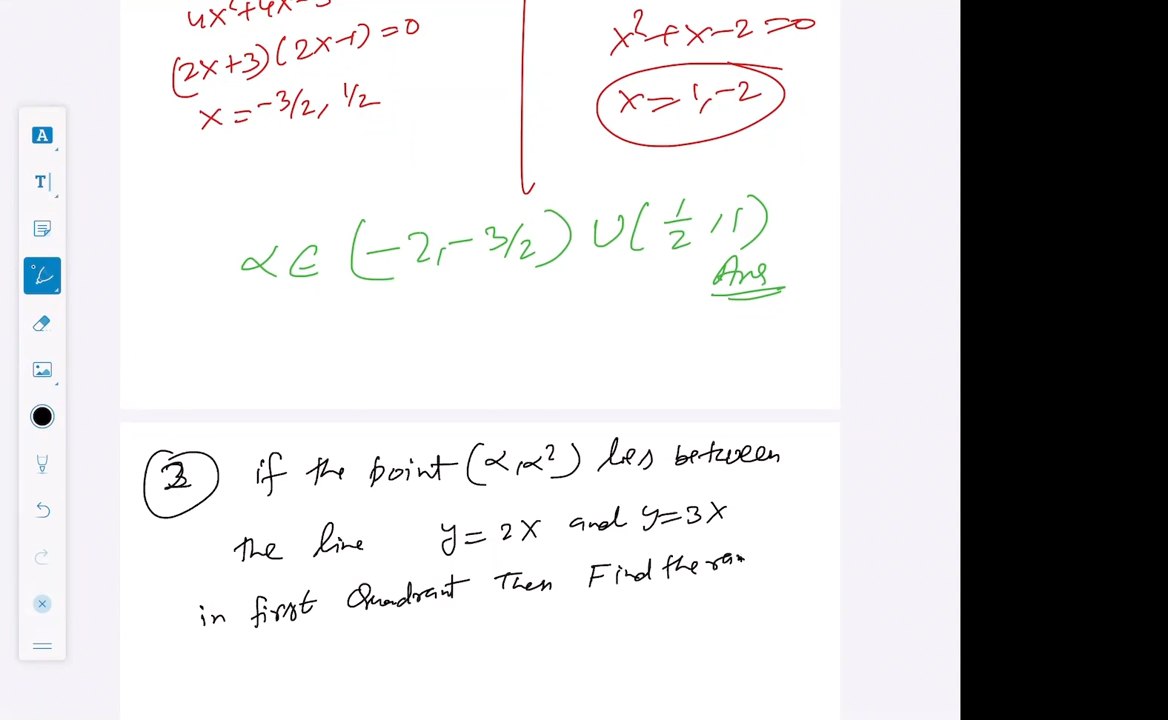 4x²+4x-3
(2x+3)(2x-1)=0
x=-3/2, 1/2
x²+x-2=0
x=1,-2
α∈ (-2,-3/2) ∪ (1/2,1)
Ans
3 if the point (α,α²) lies between
the line y=2x and y=3x
in first Quadrant Then Find the ran